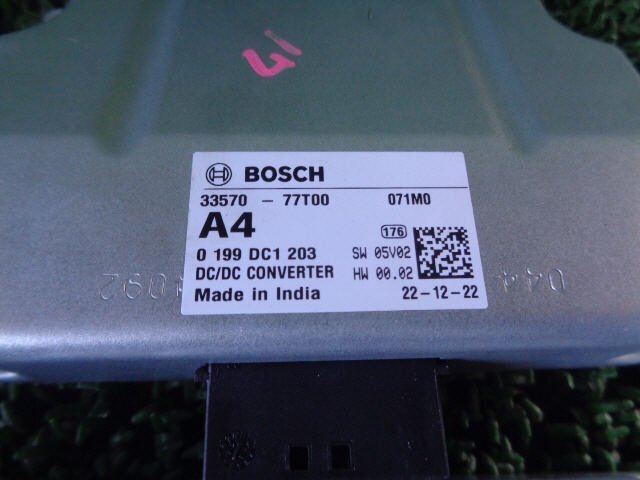 BOSCH
33570 - 77T00 071M0
A4 176
0 199 DC1 203 SW 05V02
DC/DC CONVERTER HW 00.02
Made in India 22-12-22